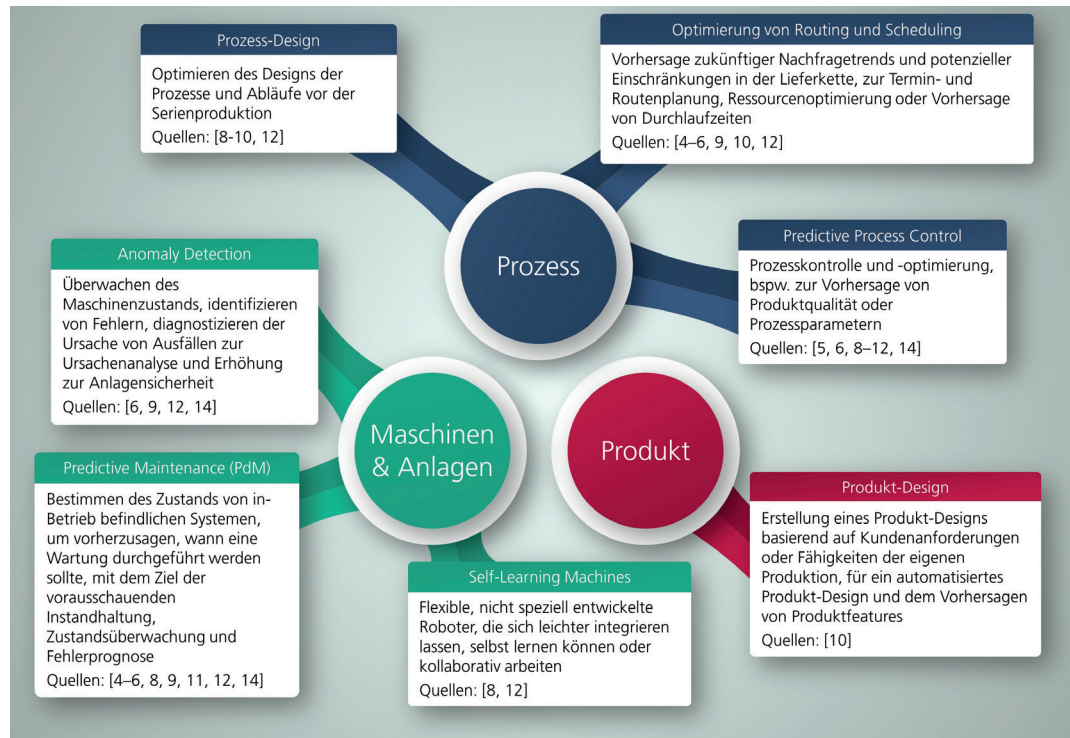 Prozess-Design
Optimieren des Designs der
Prozesse und Abläufe vor der
Serienproduktion
Quellen: [8-10, 12]
Optimierung von Routing und Scheduling
Vorhersage zukünftiger Nachfragetrends und potenzieller
Einschränkungen in der Lieferkette, zur Termin- und
Routenplanung, Ressourcenoptimierung oder Vorhersage
von Durchlaufzeiten
Quellen: [4–6, 9, 10, 12]
Prozess
Predictive Process Control
Prozesskontrolle und -optimierung,
bspw. zur Vorhersage von
Produktqualität oder
Prozessparametern
Quellen: [5, 6, 8–12, 14]
Anomaly Detection
Überwachen des
Maschinenzustands, identifizieren
von Fehlern, diagnostizieren der
Ursache von Ausfällen zur
Ursachenanalyse und Erhöhung
zur Anlagensicherheit
Quellen: [6, 9, 12, 14]
Maschinen
& Anlagen
Produkt
Predictive Maintenance (PdM)
Bestimmen des Zustands von in-
Betrieb befindlichen Systemen,
um vorherzusagen, wann eine
Wartung durchgeführt werden
sollte, mit dem Ziel der
vorausschauenden
Instandhaltung,
Zustandsüberwachung und
Fehlerprognose
Quellen: [4–6, 8, 9, 11, 12, 14]
Self-Learning Machines
Flexible, nicht speziell entwickelte
Roboter, die sich leichter integrieren
lassen, selbst lernen können oder
kollaborativ arbeiten
Quellen: [8, 12]
Produkt-Design
Erstellung eines Produkt-Designs
basierend auf Kundenanforderungen
oder Fähigkeiten der eigenen
Produktion, für ein automatisiertes
Produkt-Design und dem Vorhersagen
von Produktfeatures
Quellen: [10]